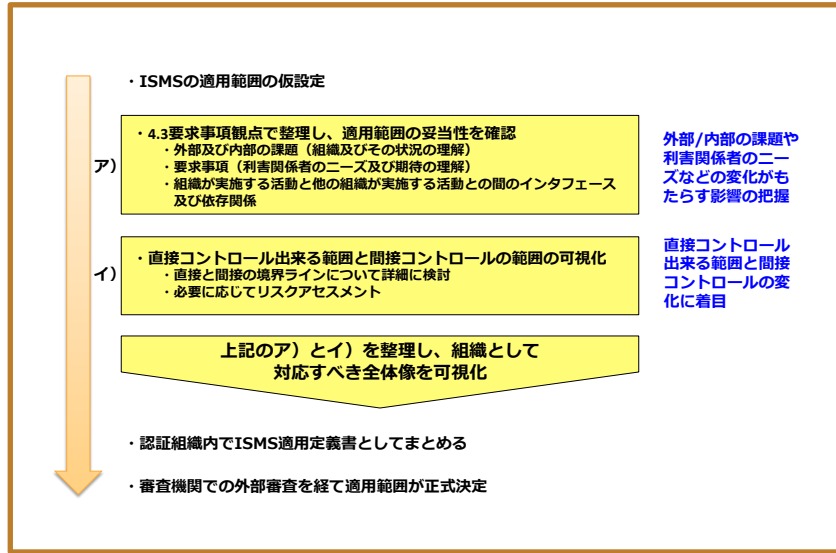 ・ISMSの適用範囲の仮設定
ア）
・4.3要求事項観点で整理し、適用範囲の妥当性を確認
・外部及び内部の課題（組織及びその状況の理解）
・要求事項（利害関係者のニーズ及び期待の理解）
・組織が実施する活動と他の組織が実施する活動との間のインタフェース
及び依存関係
外部/内部の課題や
利害関係者のニー
ズなどの変化がも
たらす影響の把握
イ）
・直接コントロール出来る範囲と間接コントロールの範囲の可視化
・直接と間接の境界ラインについて詳細に検討
・必要に応じてリスクアセスメント
直接コントロール
出来る範囲と間接
コントロールの変
化に着目
上記のア）とイ）を整理し、組織として
対応すべき全体像を可視化
・認証組織内でISMS適用定義書としてまとめる
・審査機関での外部審査を経て適用範囲が正式決定